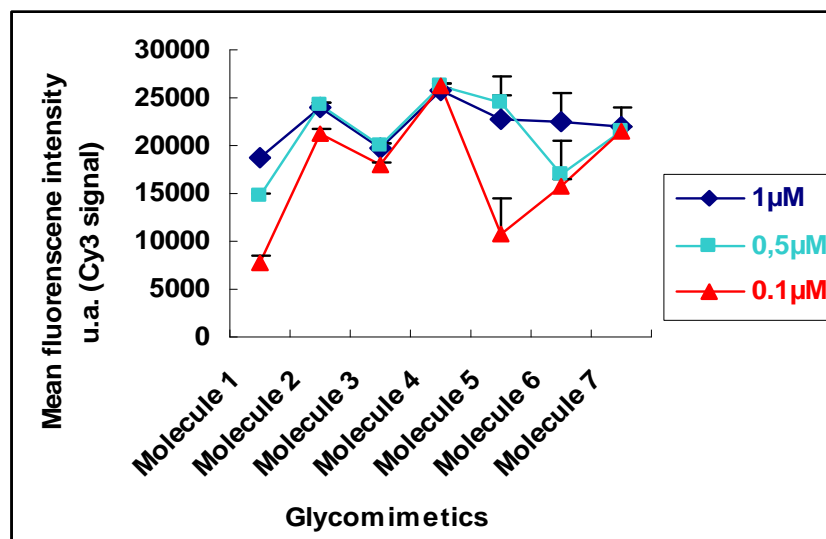 Mean fluorenscene intensity
u.a. (Cy3 signal)
30000
25000
20000
15000
10000
5000
0
Molecule 1
Molecule 2
Molecule 3
Molecule 4
Molecule 5
Molecule 6
Molecule 7
Glycomimetics
1µM
0,5µM
0.1µM